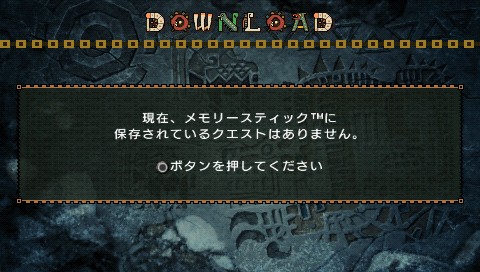 DOWNLOAD
現在、メモリースティック™に
保存されているクエストはありません。
◯ボタンを押してください